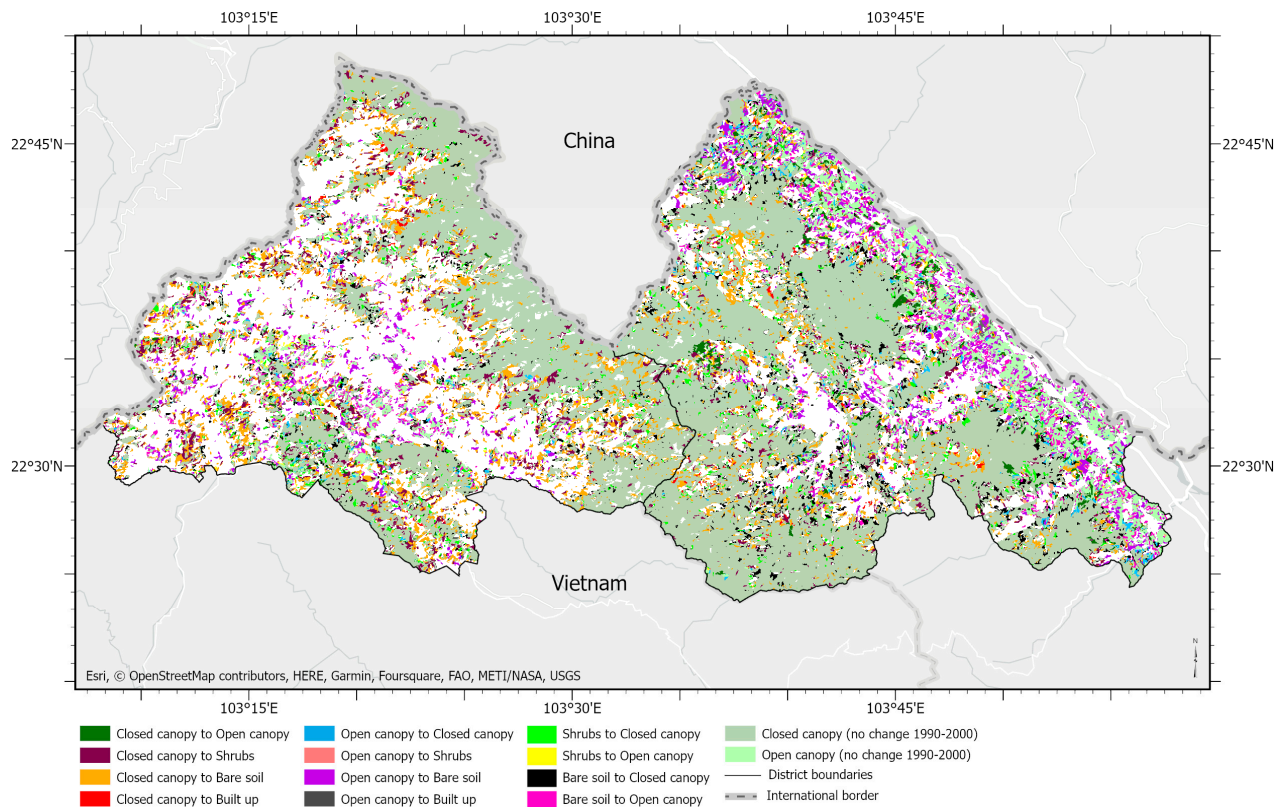 103°15'E 103°30'E 103°45'E
22°45'N 22°45'N
China
22°30'N 22°30'N
Vietnam
N
Esri, © OpenStreetMap contributors, HERE, Garmin, Foursquare, FAO, METI/NASA, USGS
103°15'E 103°30'E 103°45'E
Closed canopy to Open canopy Open canopy to Closed canopy Shrubs to Closed canopy Closed canopy (no change 1990-2000)
Closed canopy to Shrubs Open canopy to Shrubs Shrubs to Open canopy Open canopy (no change 1990-2000)
Closed canopy to Bare soil Open canopy to Bare soil Bare soil to Closed canopy District boundaries
Closed canopy to Built up Open canopy to Built up Bare soil to Open canopy International border